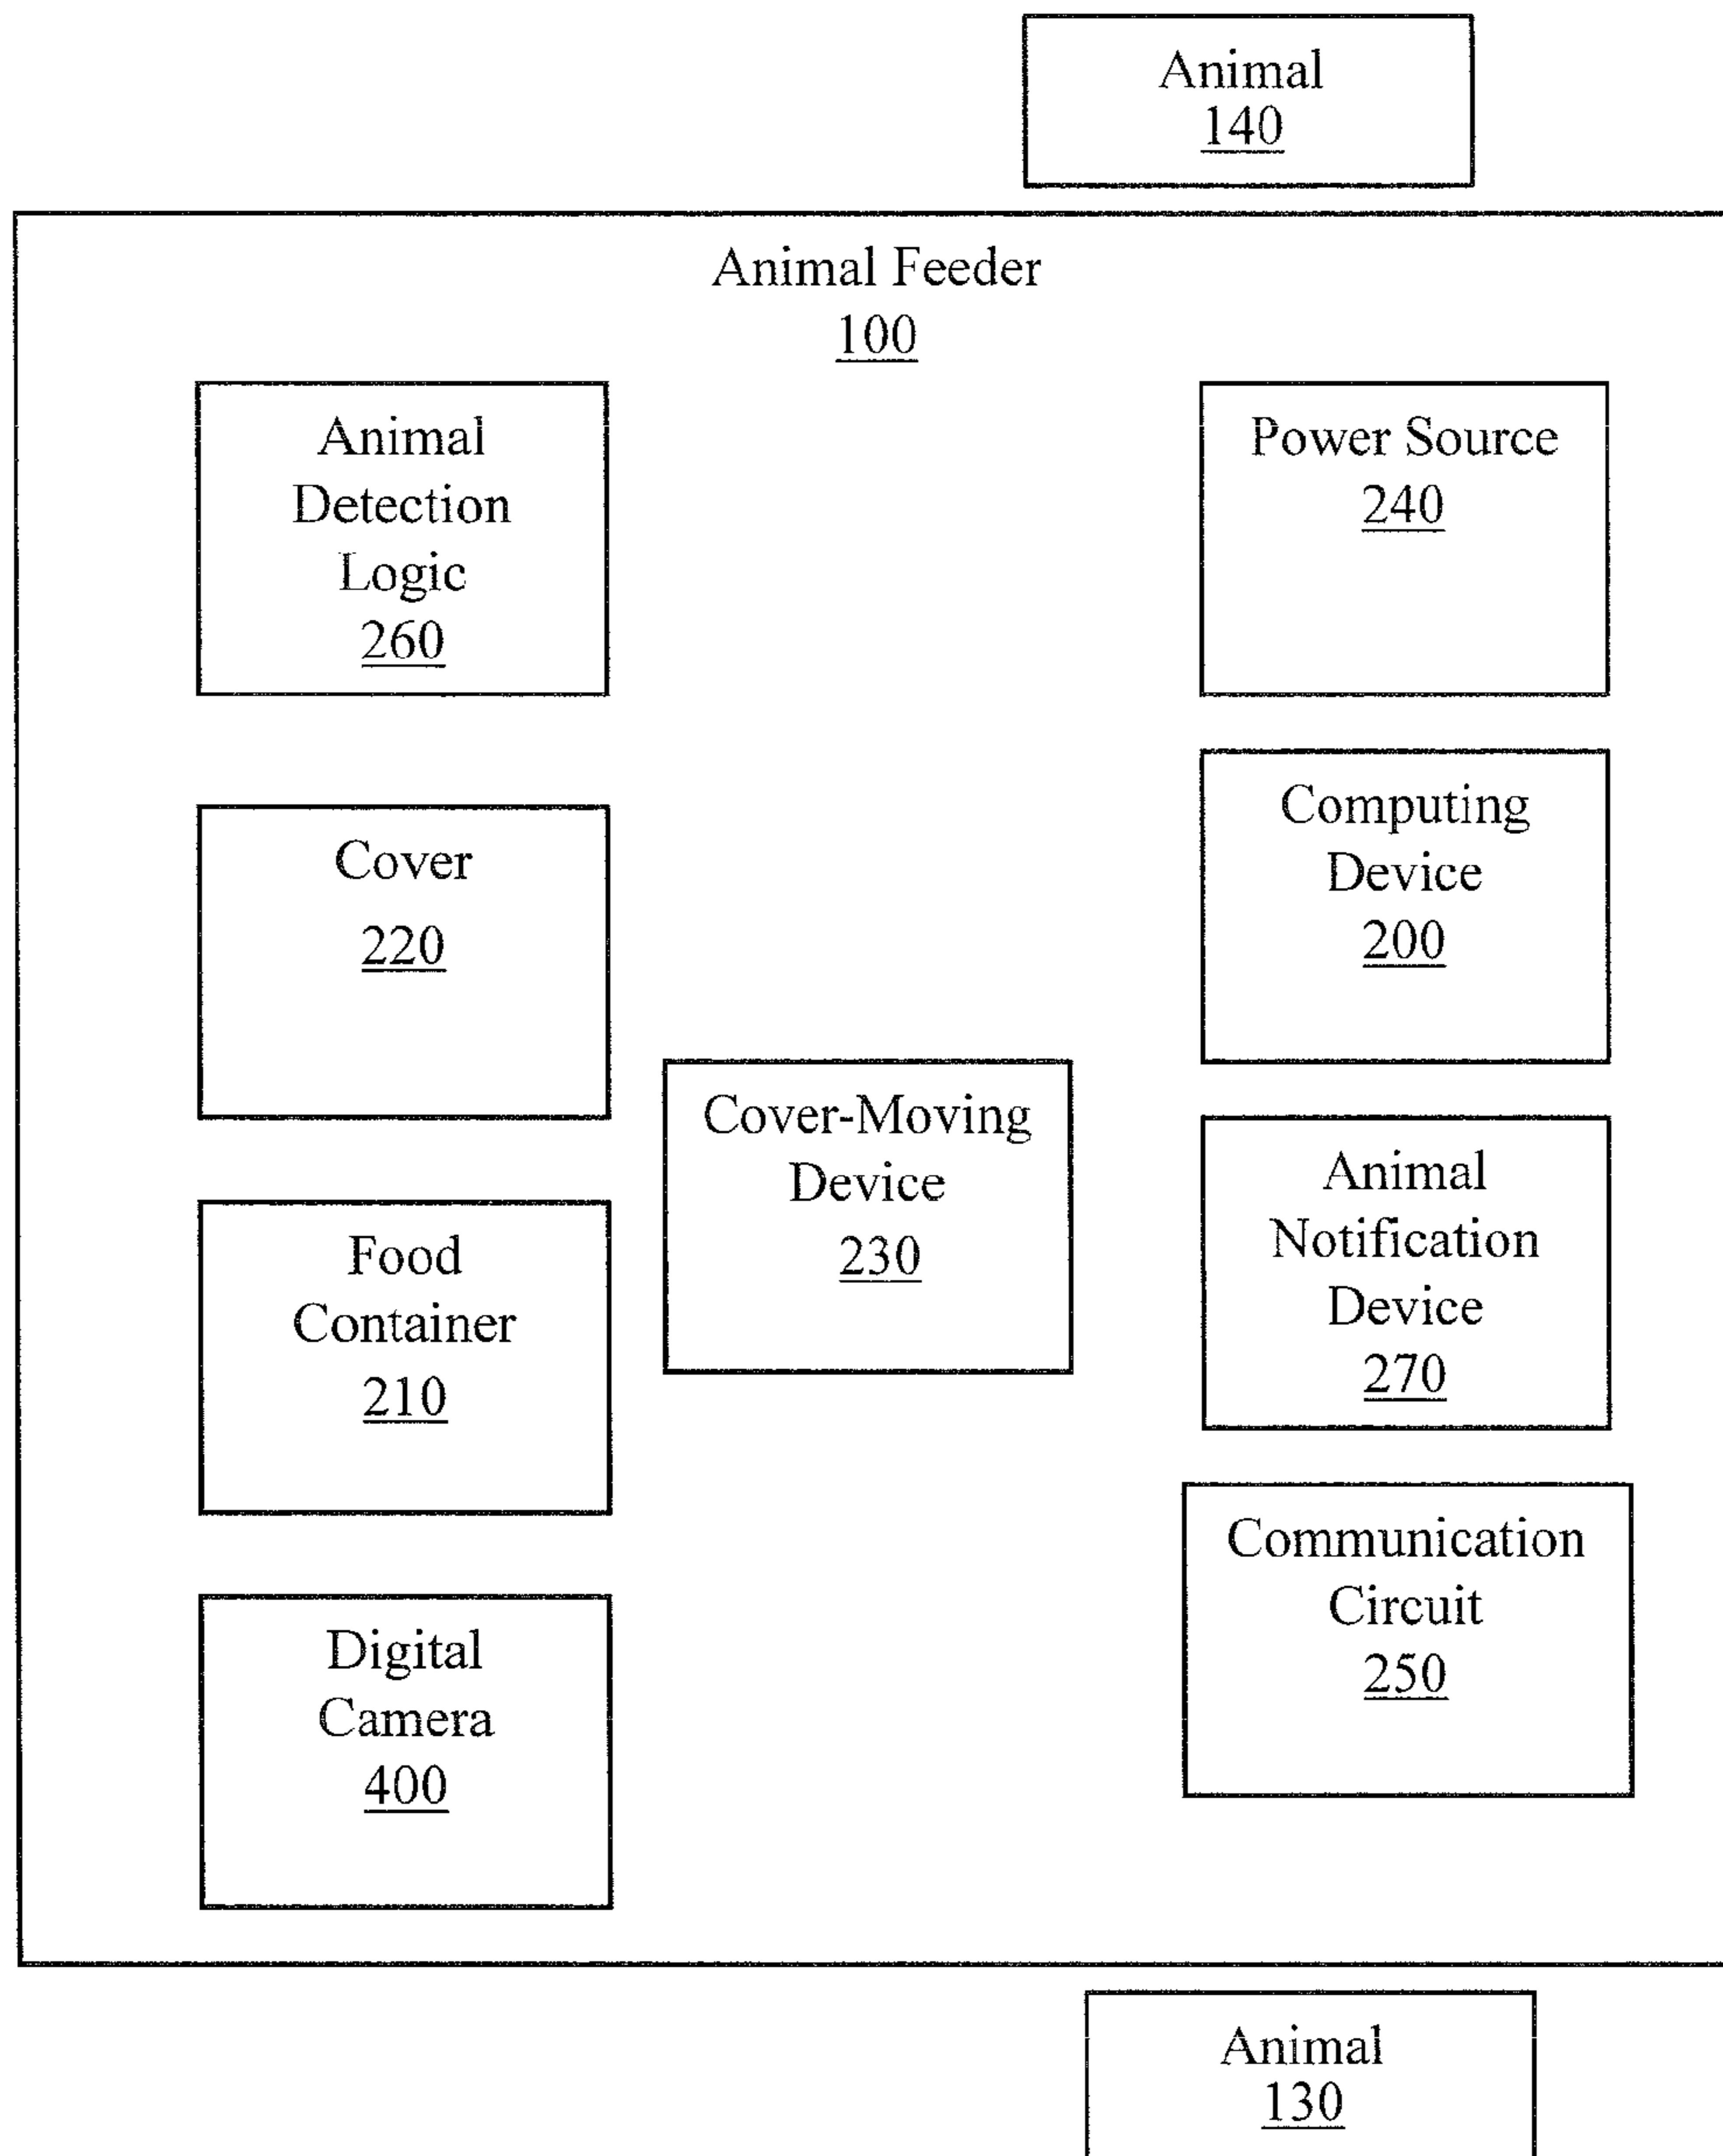 Animal
140
Animal Feeder
100
Animal
Detection
Logic
260
Power Source
240
Cover
220
Computing
Device
200
Cover-Moving
Device
230
Food
Container
210
Animal
Notification
Device
270
Digital
Camera
400
Communication
Circuit
250
Animal
130